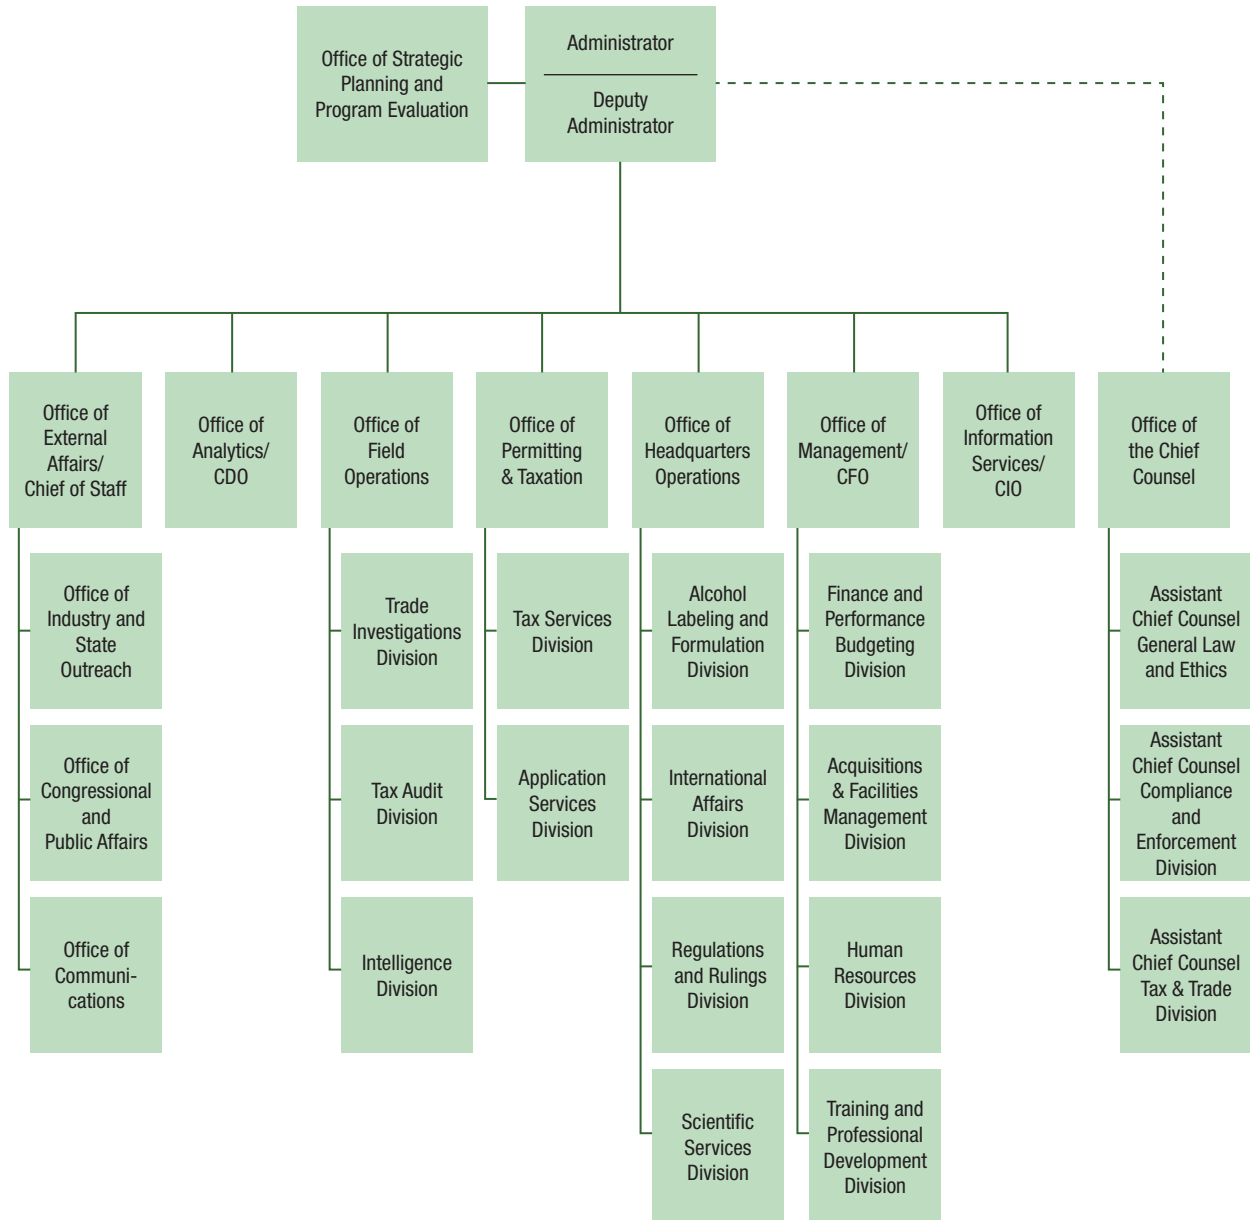 Office of Strategic
Planning and
Program Evaluation
Administrator
Deputy
Administrator
Office of
External
Affairs/
Chief of Staff
Office of
Analytics/
CDO
Office of
Field
Operations
Office of
Permitting
& Taxation
Office of
Headquarters
Operations
Office of
Management/
CFO
Office of
Information
Services/
CIO
Office of
the Chief
Counsel
Office of
Industry and
State
Outreach
Trade
Investigations
Division
Tax Services
Division
Alcohol
Labeling and
Formulation
Division
Finance and
Performance
Budgeting
Division
Assistant
Chief Counsel
General Law
and Ethics
Office of
Congressional
and
Public Affairs
Tax Audit
Division
Application
Services
Division
International
Affairs
Division
Acquisitions
& Facilities
Management
Division
Assistant
Chief Counsel
Compliance
and
Enforcement
Division
Office of
Communi-
cations
Intelligence
Division
Regulations
and Rulings
Division
Human
Resources
Division
Assistant
Chief Counsel
Tax & Trade
Division
Scientific
Services
Division
Training and
Professional
Development
Division